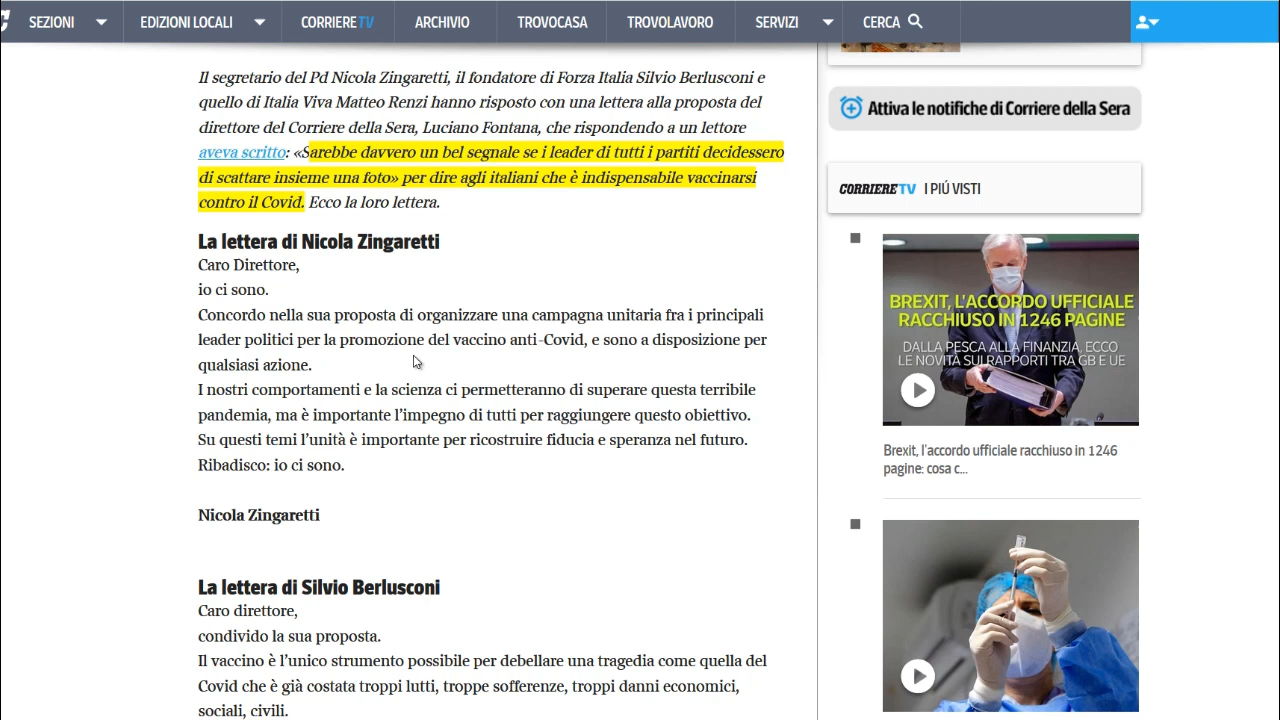 SEZIONI
EDIZIONI LOCALI
CORRIERETV
ARCHIVIO
TROVOCASA
TROVOLAVORO
SERVIZI
CERCA
Il segretario del Pd Nicola Zingaretti, il fondatore di Forza Italia Silvio Berlusconi e
quello di Italia Viva Matteo Renzi hanno risposto con una lettera alla proposta del
direttore del Corriere della Sera, Luciano Fontana, che rispondendo a un lettore
aveva scritto: «Sarebbe davvero un bel segnale se i leader di tutti i partiti decidessero
di scattare insieme una foto» per dire agli italiani che è indispensabile vaccinarsi
contro il Covid. Ecco la loro lettera.
La lettera di Nicola Zingaretti
Caro Direttore,
io ci sono.
Concordo nella sua proposta di organizzare una campagna unitaria fra i principali
leader politici per la promozione del vaccino anti-Covid, e sono a disposizione per
qualsiasi azione.
I nostri comportamenti e la scienza ci permetteranno di superare questa terribile
pandemia, ma è importante l'impegno di tutti per raggiungere questo obiettivo.
Su questi temi l'unità è importante per ricostruire fiducia e speranza nel futuro.
Ribadisco: io ci sono.
Nicola Zingaretti
La lettera di Silvio Berlusconi
Caro direttore,
condivido la sua proposta.
Il vaccino è l'unico strumento possibile per debellare una tragedia come quella del
Covid che è già costata troppi lutti, troppe sofferenze, troppi danni economici,
sociali, civili.
Attiva le notifiche di Corriere della Sera
CORRIERE TV I PIÚ VISTI
BREXIT, L'ACCORDO UFFICIALE
RACCHIUSO IN 1246 PAGINE
DALLA PESCA ALLA FINANZIA, ECCO
LE NOVITÀ SUI RAPPORTI TRA GB E UE
Brexit, l'accordo ufficiale racchiuso in 1246
pagine: cosa c...